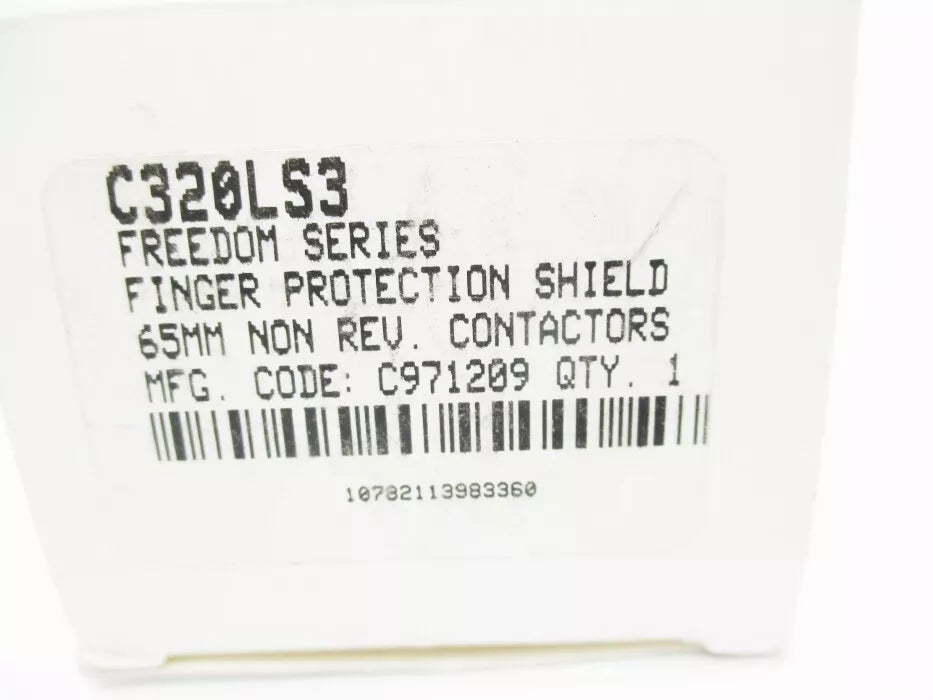 C320LS3
FREEDOM SERIES
FINGER PROTECTION SHIELD
65MM NON REV. CONTACTORS
MFG. CODE: C971209 QTY. 1
10782113983360